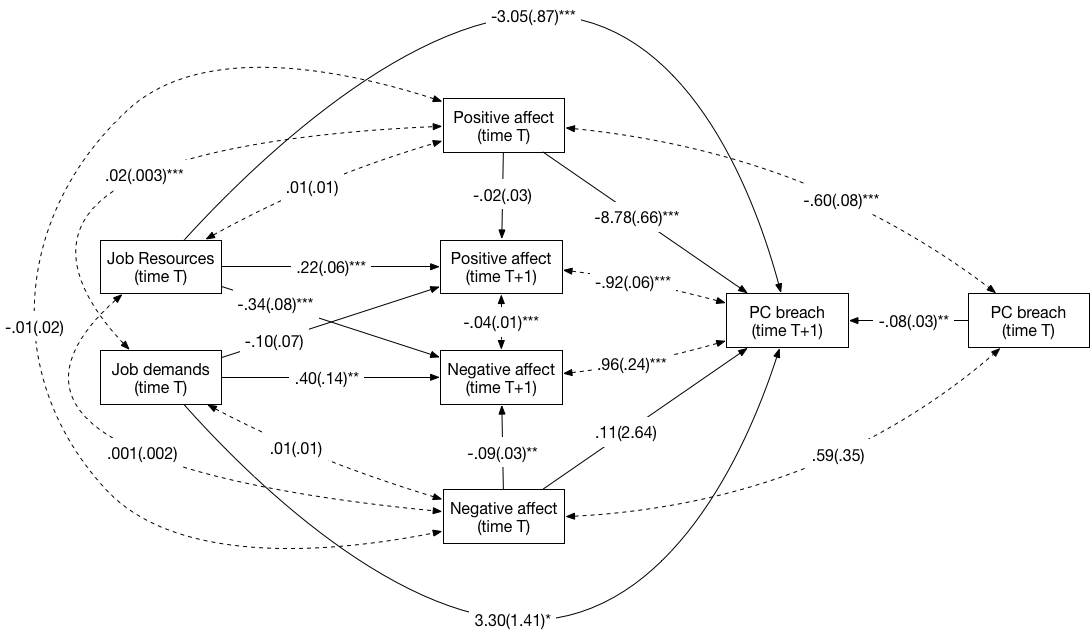 -3.05(.87)***
Positive affect
(time T)
.02(.003)***
.01(.01)
-.02(.03)
-.60(.08)***
-8.78(.66)***
Job Resources
(time T)
.22(.06)***
Positive affect
(time T+1)
-.92(.06)***
-.34(.08)***
-.01(.02)
-.04(.01)***
PC breach
(time T+1)
-.08(.03)**
PC breach
(time T)
-.10(.07)
Job demands
(time T)
.40(.14)**
Negative affect
(time T+1)
.96(.24)***
.001(.002)
.01(.01)
-.09(.03)**
.11(2.64)
.59(.35)
Negative affect
(time T)
3.30(1.41)*